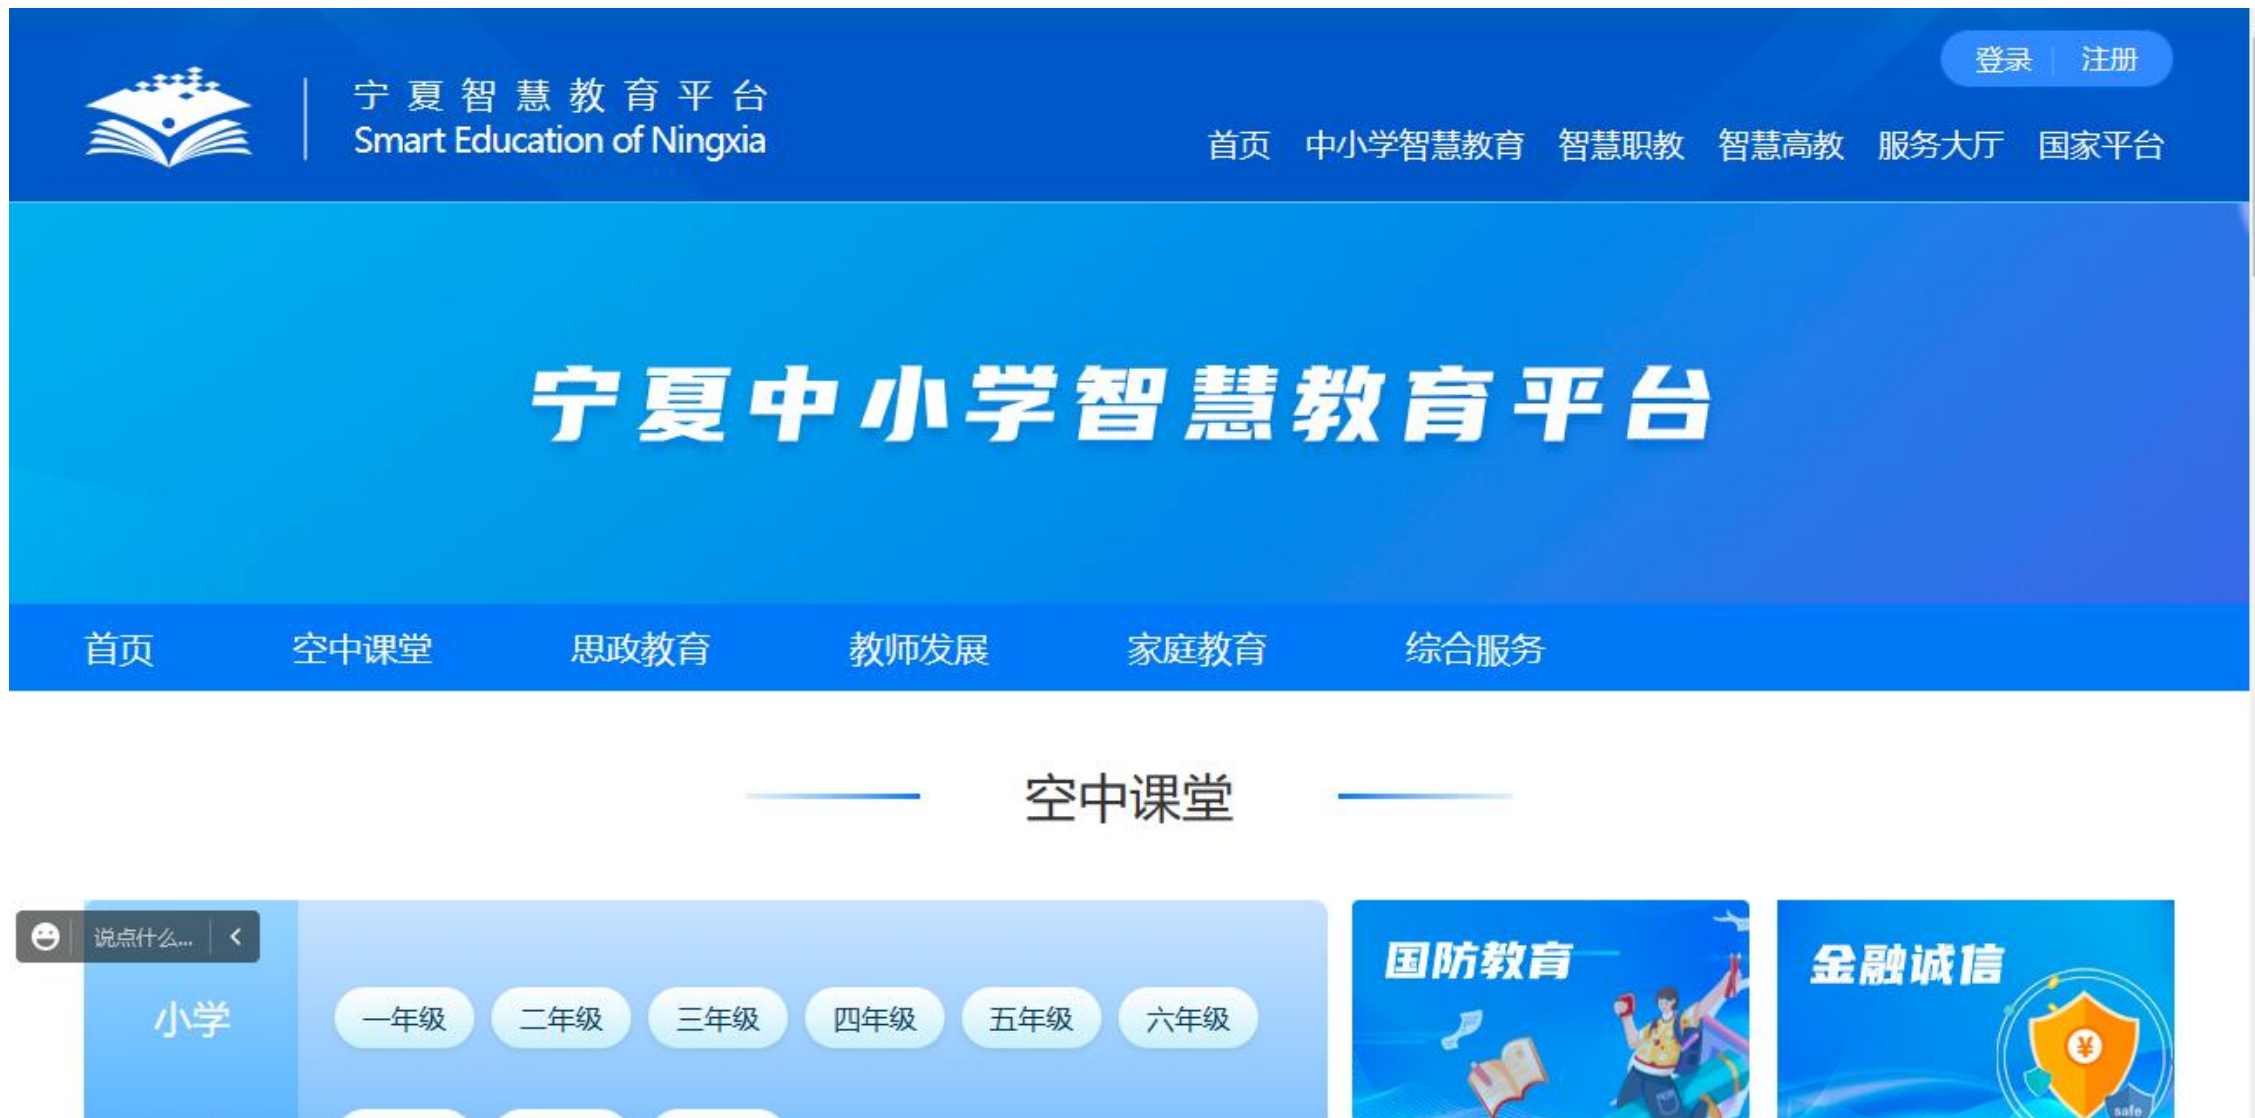 登录 注册
宁夏智慧教育平台
Smart Education of Ningxia
首页 中小学智慧教育 智慧职教 智慧高教 服务大厅 国家平台
宁夏中小学智慧教育平台
首页 空中课堂 思政教育 教师发展 家庭教育 综合服务
空中课堂
说点什么...
小学 一年级 二年级 三年级 四年级 五年级 六年级
国防教育
金融诚信
¥
safe